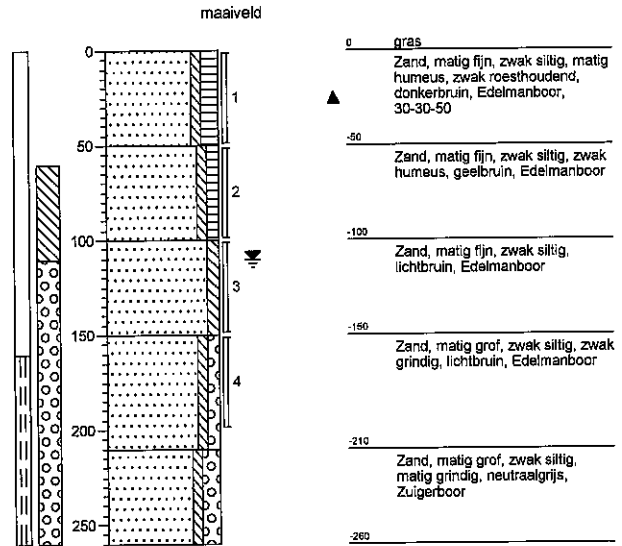 maaiveld
0
50
100
150
200
250
1
2
3
4
0 gras
Zand, matig fijn, zwak siltig, matig
humeus, zwak roesthoudend,
donkerbruin, Edelmanboor,
30-30-50
-50
Zand, matig fijn, zwak siltig, zwak
humeus, geelbruin, Edelmanboor
-100
Zand, matig fijn, zwak siltig,
lichtbruin, Edelmanboor
-150
Zand, matig grof, zwak siltig, zwak
grindig, lichtbruin, Edelmanboor
-210
Zand, matig grof, zwak siltig,
matig grindig, neutraalgrijs,
Zuigerboor
-260